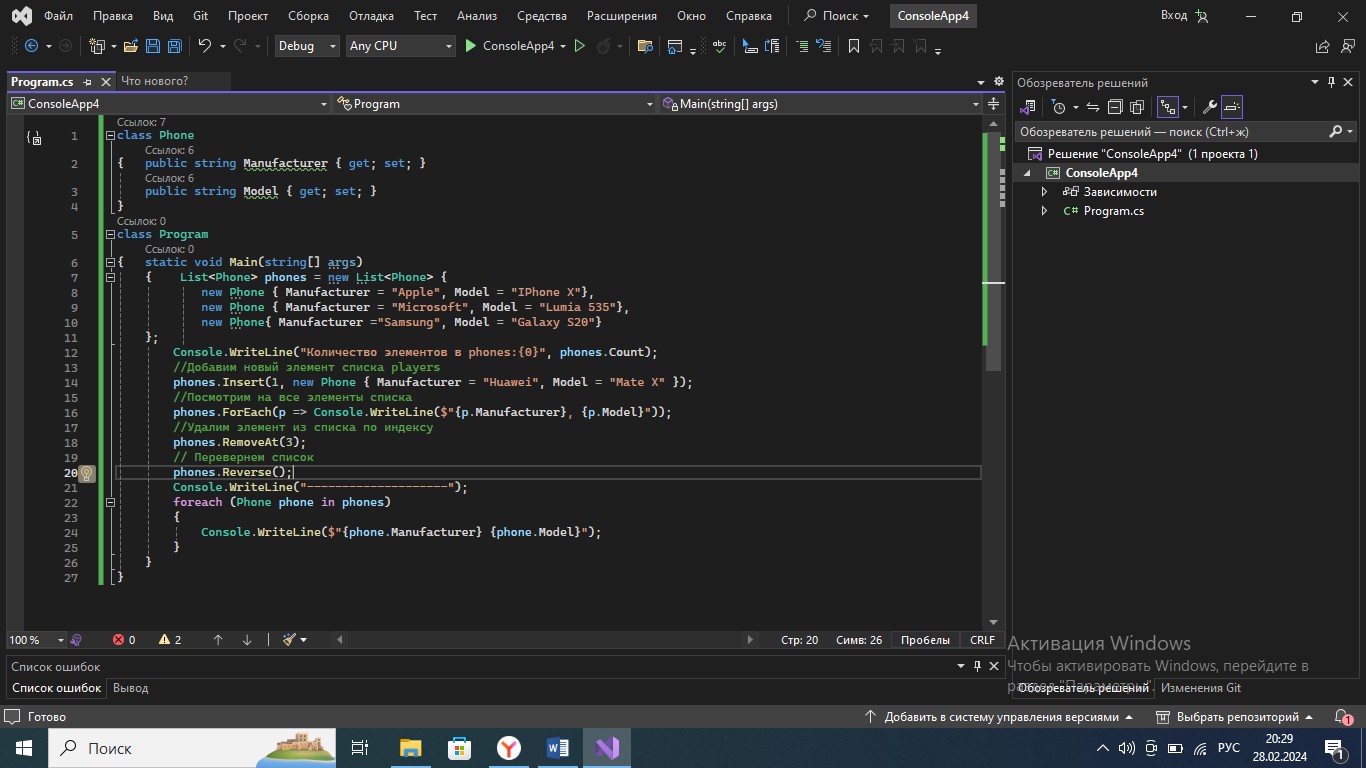 Файл Правка Вид Git Проект Сборка Отладка Тест Анализ Средства Расширения Окно Справка Поиск ConsoleApp4 Вход
Debug Any CPU ConsoleApp4
Program.cs Что нового?
ConsoleApp4 Program Main(string[] args)
Ссылок: 7
1 class Phone
Ссылок: 6
2 { public string Manufacturer { get; set; }
Ссылок: 6
3 public string Model { get; set; }
4 }
Ссылок: 0
5 class Program
Ссылок: 0
6 { static void Main(string[] args)
7 { List<Phone> phones = new List<Phone> {
8 new Phone { Manufacturer = "Apple", Model = "IPhone X"},
9 new Phone { Manufacturer = "Microsoft", Model = "Lumia 535"},
10 new Phone{ Manufacturer ="Samsung", Model = "Galaxy S20"}
11 };
12 Console.WriteLine("Количество элементов в phones:{0}", phones.Count);
13 //Добавим новый элемент списка players
14 phones.Insert(1, new Phone { Manufacturer = "Huawei", Model = "Mate X" });
15 //Посмотрим на все элементы списка
16 phones.ForEach(p => Console.WriteLine($"{p.Manufacturer}, {p.Model}"));
17 //Удалим элемент из списка по индексу
18 phones.RemoveAt(3);
19 // Перевернем список
20 phones.Reverse();
21 Console.WriteLine("--------------------");
22 foreach (Phone phone in phones)
23 {
24 Console.WriteLine($"{phone.Manufacturer} {phone.Model}");
25 }
26 }
27 }
100 % 0 2 Стр: 20 Симв: 26 Пробелы CRLF
Список ошибок
Список ошибок Вывод
Обозреватель решений
Обозреватель решений — поиск (Ctrl+ж)
Решение "ConsoleApp4" (1 проекта 1)
ConsoleApp4
Зависимости
C# Program.cs
Активация Windows
Чтобы активировать Windows, перейдите в
раздел "Параметры".
Обозреватель решений Изменения Git
Готово Добавить в систему управления версиями Выбрать репозиторий 1
Поиск РУС 20:29
28.02.2024 1